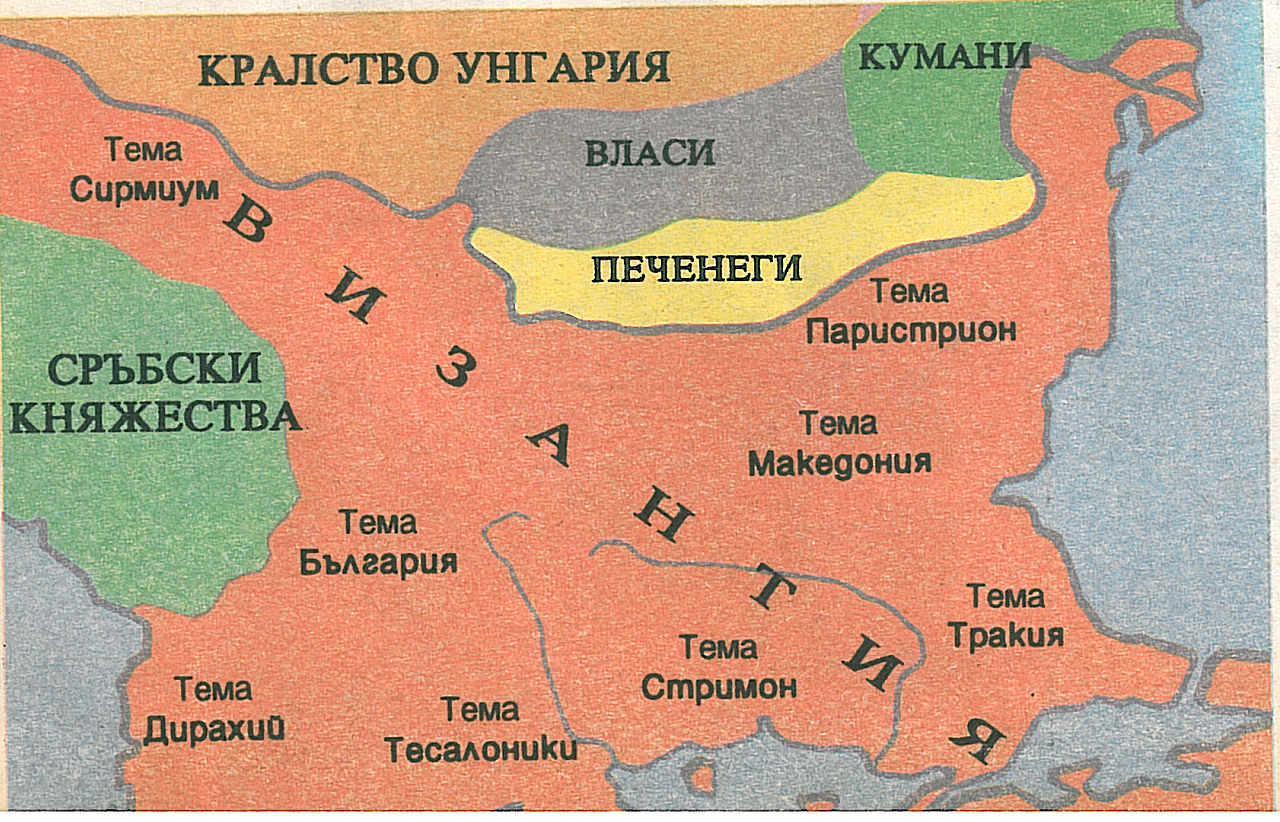 КРАЛСТВО УНГАРИЯ
КУМАНИ
ВЛАСИ
Тема
Сирмиум
ВИЗАНТИЯ
ПЕЧЕНЕГИ
Тема
Паристрион
СРЪБСКИ
КНЯЖЕСТВА
Тема
Македония
Тема
България
Тема
Тракия
Тема
Стримон
Тема
Дирахий
Тема
Тесалоники